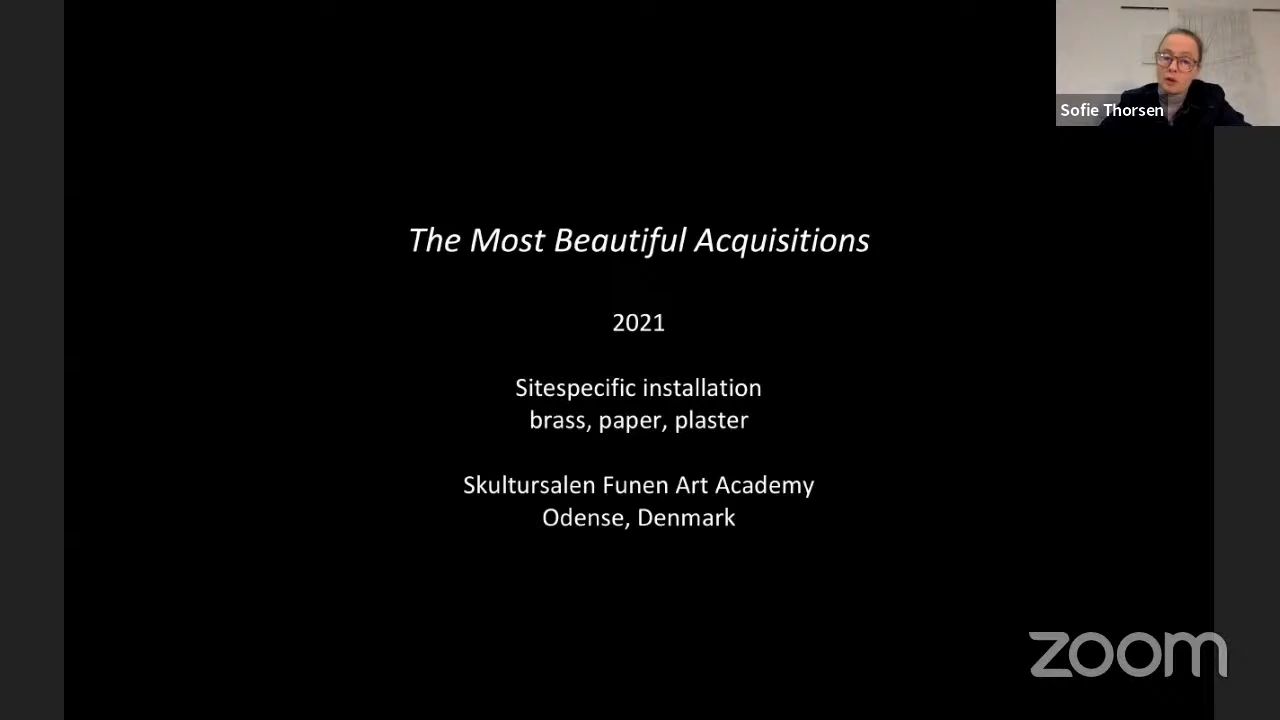 Sofie Thorsen
The Most Beautiful Acquisitions
2021
Sitespecific installation
brass, paper, plaster
Skultursalen Funen Art Academy
Odense, Denmark
zoom